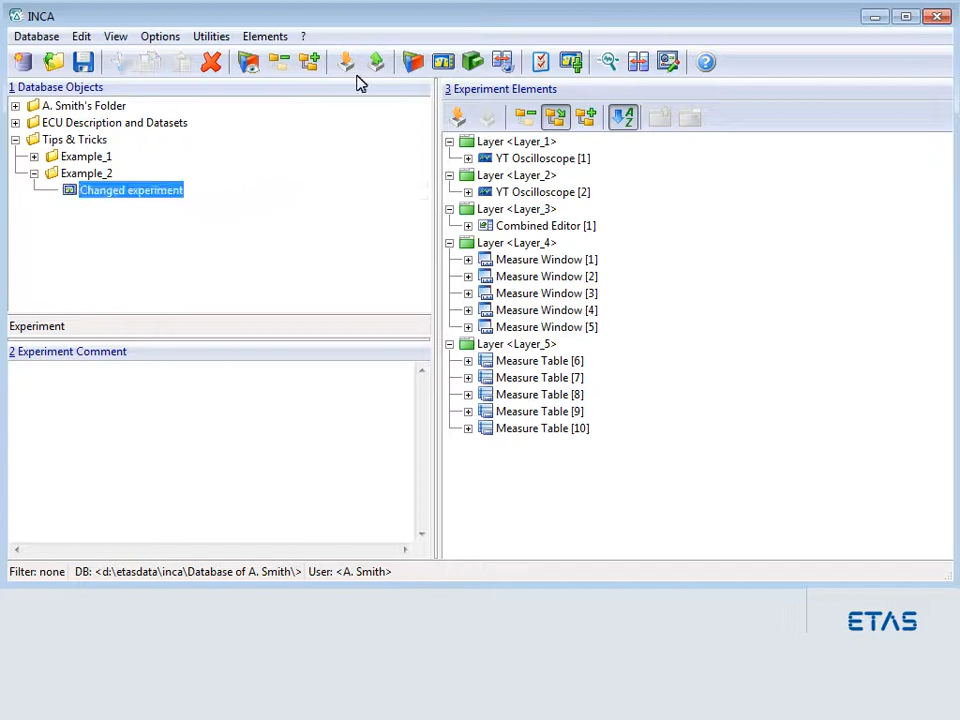 INCA
Database Edit View Options Utilities Elements ?
1 Database Objects
A. Smith's Folder
ECU Description and Datasets
Tips & Tricks
Example_1
Example_2
Changed experiment
Experiment
2 Experiment Comment
3 Experiment Elements
Layer <Layer_1>
YT Oscilloscope [1]
Layer <Layer_2>
YT Oscilloscope [2]
Layer <Layer_3>
Combined Editor [1]
Layer <Layer_4>
Measure Window [1]
Measure Window [2]
Measure Window [3]
Measure Window [4]
Measure Window [5]
Layer <Layer_5>
Measure Table [6]
Measure Table [7]
Measure Table [8]
Measure Table [9]
Measure Table [10]
Filter: none DB: <d:\etasdata\inca\Database of A. Smith\> User: <A. Smith>
ETAS